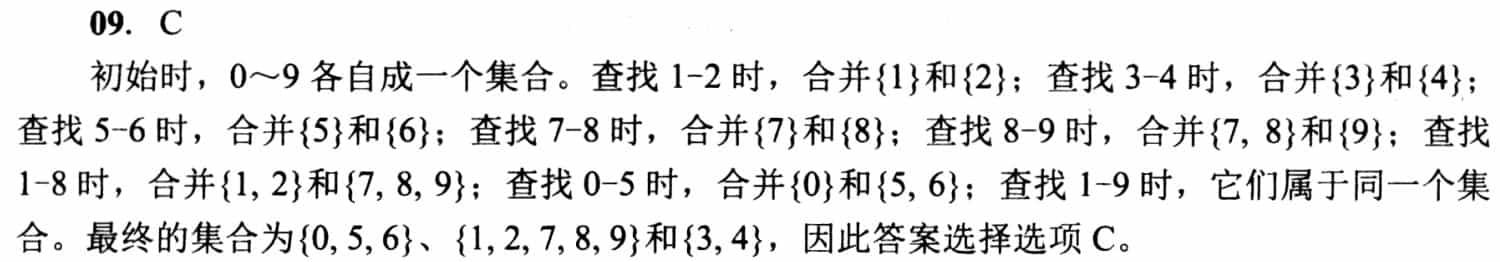 09. C
初始时，0～9 各自成一个集合。查找 1-2 时，合并{1}和{2}；查找 3-4 时，合并{3}和{4}；
查找 5-6 时，合并{5}和{6}；查找 7-8 时，合并{7}和{8}；查找 8-9 时，合并{7, 8}和{9}；查找
1-8 时，合并{1, 2}和{7, 8, 9}；查找 0-5 时，合并{0}和{5, 6}；查找 1-9 时，它们属于同一个集
合。最终的集合为{0, 5, 6}、{1, 2, 7, 8, 9}和{3, 4}，因此答案选择选项 C。